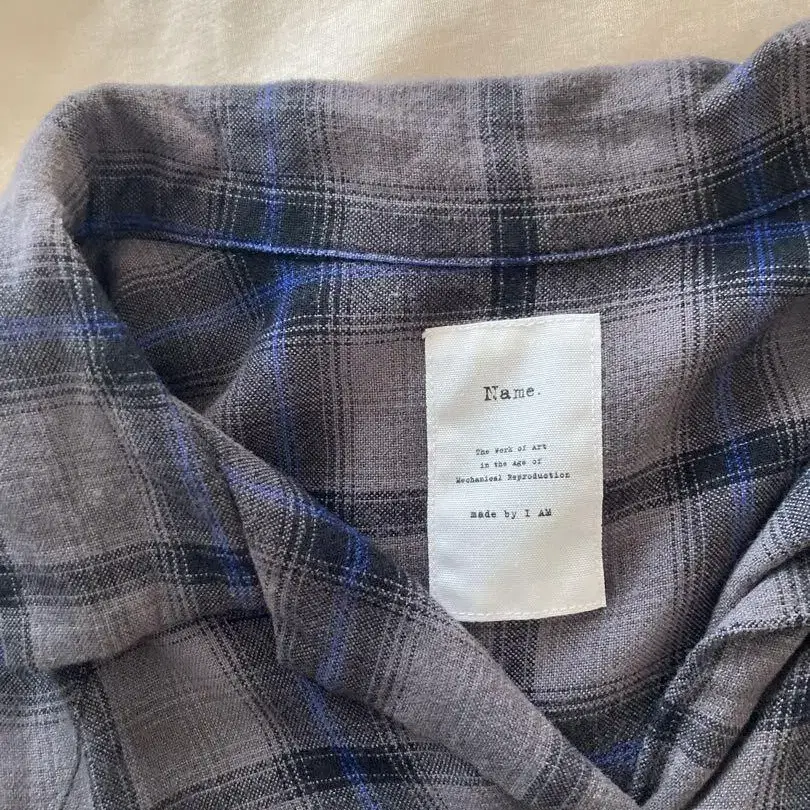 Name.
The Work of Art
in the Age of
Mechanical Reproduction
made by I AM